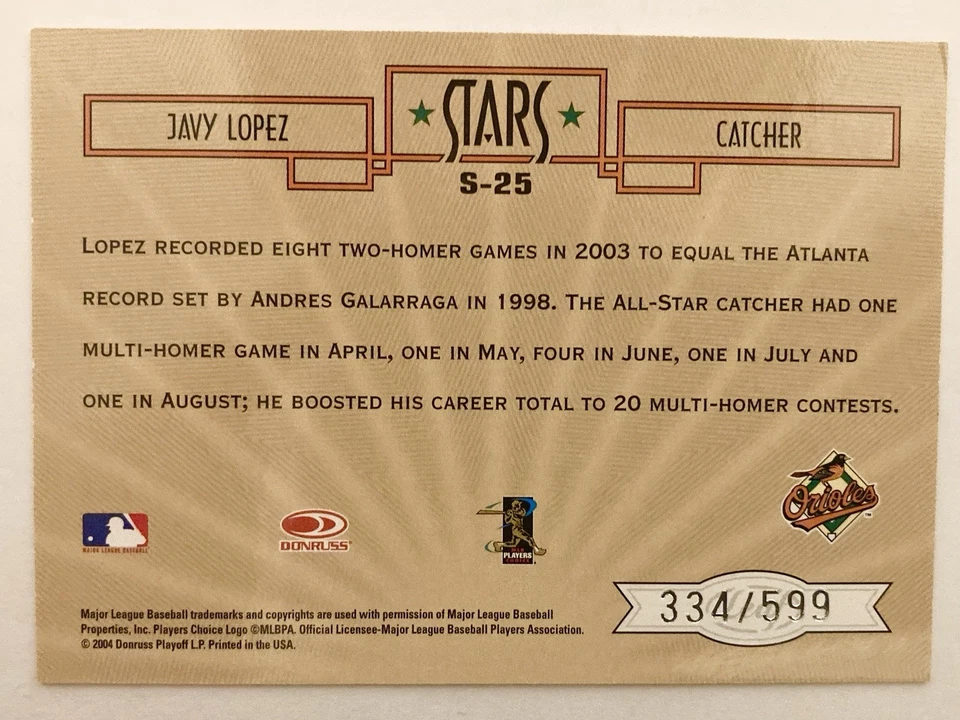 JAVY LOPEZ
STARS
CATCHER
S-25
LOPEZ RECORDED EIGHT TWO-HOMER GAMES IN 2003 TO EQUAL THE ATLANTA
RECORD SET BY ANDRES GALARRAGA IN 1998. THE ALL-STAR CATCHER HAD ONE
MULTI-HOMER GAME IN APRIL, ONE IN MAY, FOUR IN JUNE, ONE IN JULY AND
ONE IN AUGUST; HE BOOSTED HIS CAREER TOTAL TO 20 MULTI-HOMER CONTESTS.
MAJOR LEAGUE BASEBALL
DONRUSS
PLAYERS
CHOICE
Orioles
TM
334/599
Major League Baseball trademarks and copyrights are used with permission of Major League Baseball
Properties, Inc. Players Choice Logo ©MLBPA. Official Licensee-Major League Baseball Players Association.
© 2004 Donruss Playoff L.P. Printed in the USA.